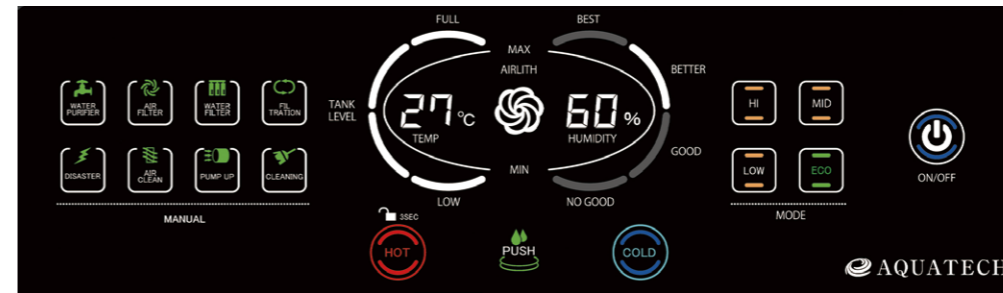 WATER
PURIFIER
AIR
FILTER
WATER
FILTER
FIL
TRATION
DISASTER
AIR
CLEAN
PUMP UP
CLEANING
MANUAL
FULL
BEST
MAX
AIRLITH
BETTER
TANK
LEVEL
27°C
TEMP
60%
HUMIDITY
GOOD
MIN
LOW
NO GOOD
3SEC
HOT
PUSH
COLD
HI
MID
LOW
ECO
MODE
ON/OFF
AQUATECH